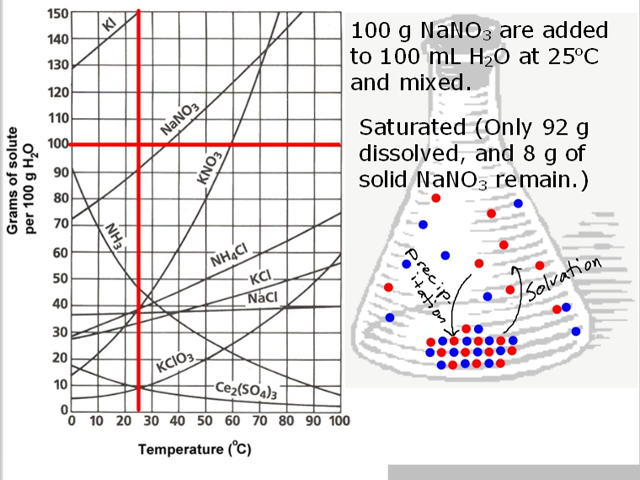 150
140
130
120
110
100
90
80
70
60
50
40
30
20
10
0
Grams of solute
per 100 g H₂O
KI
NaNO₃
KNO₃
NH₃
NH₄Cl
KCl
NaCl
KClO₃
Ce₂(SO₄)₃
0 10 20 30 40 50 60 70 80 90 100
Temperature (°C)
100 g NaNO₃ are added
to 100 mL H₂O at 25°C
and mixed.
Saturated (Only 92 g
dissolved, and 8 g of
solid NaNO₃ remain.)
Precip-
itation
Solvation